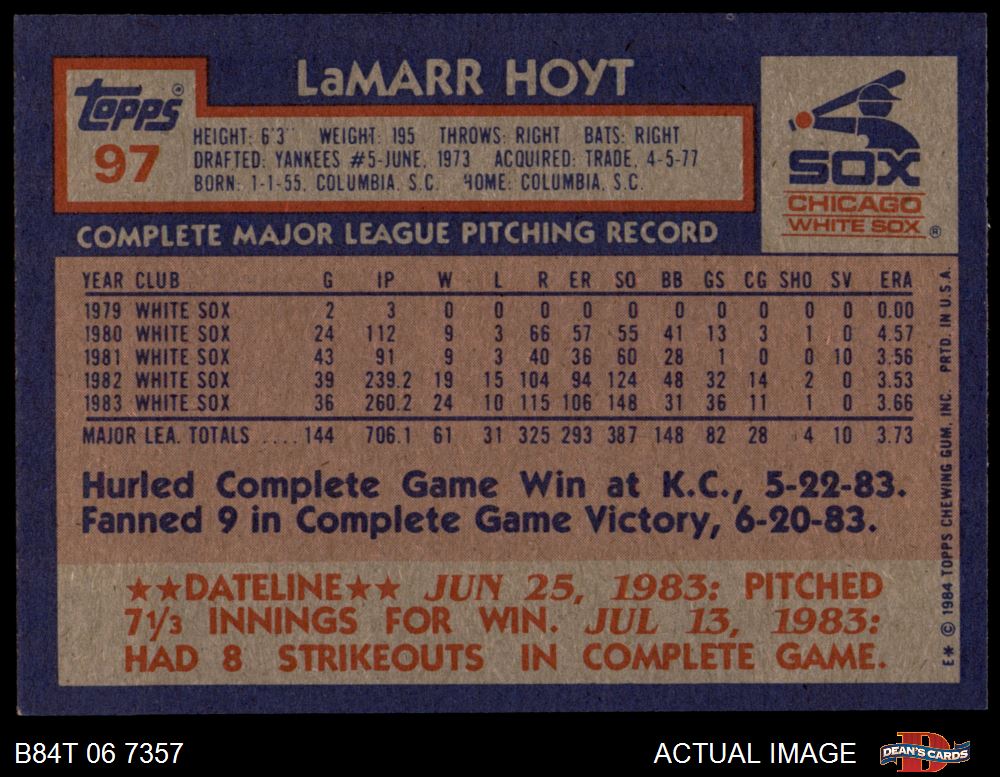 LaMARR HOYT
Topps ®
97
HEIGHT: 6'3" WEIGHT: 195 THROWS: RIGHT BATS: RIGHT
DRAFTED: YANKEES #5-JUNE, 1973 ACQUIRED: TRADE, 4-5-77
BORN: 1-1-55, COLUMBIA, S.C. HOME: COLUMBIA, S.C.
SOX
CHICAGO
WHITE SOX ®
COMPLETE MAJOR LEAGUE PITCHING RECORD
YEAR CLUB G IP W L R ER SO BB GS CG SHO SV ERA
1979 WHITE SOX 2 3 0 0 0 0 0 0 0 0 0 0 0.00
1980 WHITE SOX 24 112 9 3 66 57 55 41 13 3 1 0 4.57
1981 WHITE SOX 43 91 9 3 40 36 60 28 1 0 0 10 3.56
1982 WHITE SOX 39 239.2 19 15 104 94 124 48 32 14 2 0 3.53
1983 WHITE SOX 36 260.2 24 10 115 106 148 31 36 11 1 0 3.66
MAJOR LEA. TOTALS .... 144 706.1 61 31 325 293 387 148 82 28 4 10 3.73
Hurled Complete Game Win at K.C., 5-22-83.
Fanned 9 in Complete Game Victory, 6-20-83.
★★DATELINE★★ JUN 25, 1983: PITCHED
7⅓ INNINGS FOR WIN. JUL 13, 1983:
HAD 8 STRIKEOUTS IN COMPLETE GAME.
E* © 1984 TOPPS CHEWING GUM, INC. PRTD. IN U.S.A.
B84T 06 7357
ACTUAL IMAGE
DEAN'S CARDS